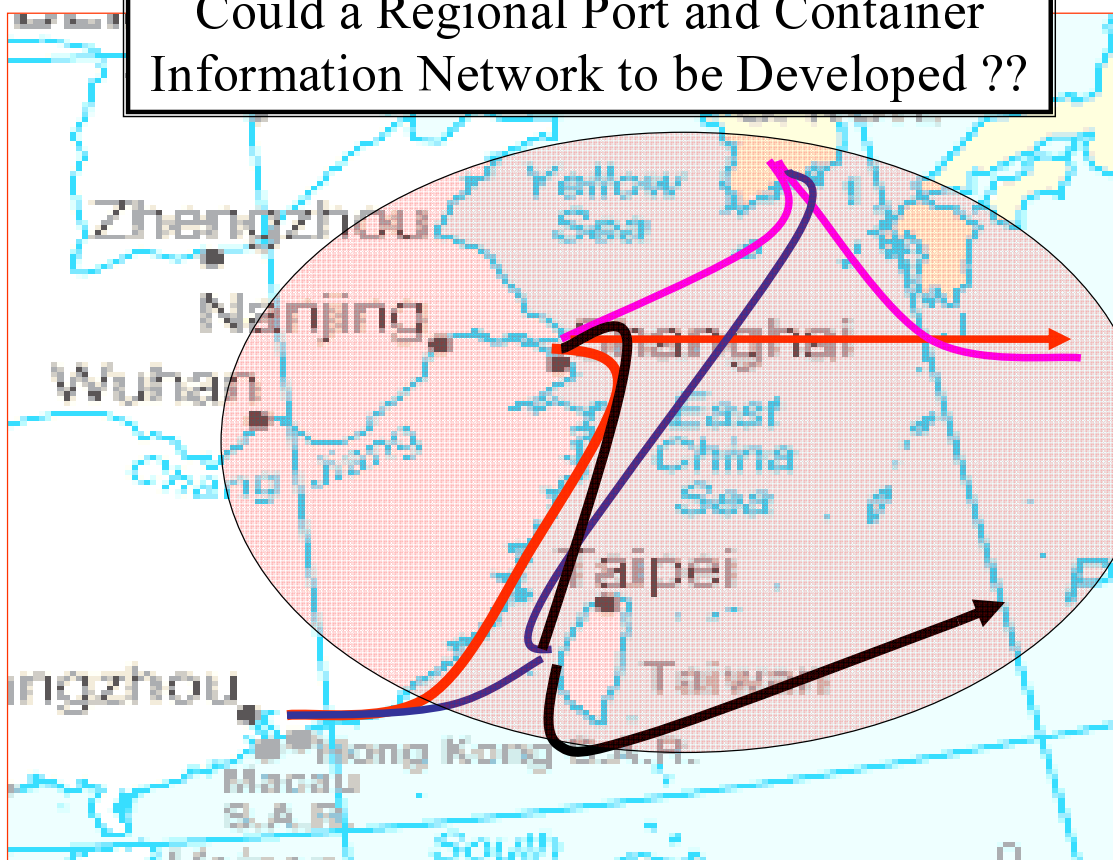 Could a Regional Port and Container
Information Network to be Developed ??
Yellow
Sea
Zhengzhou
Nanjing
Shanghai
Wuhan
East
China
Sea
Chang Jiang
Taipei
Taiwan
ngzhou
Hong Kong S.A.R.
Macau
S.A.R.
South